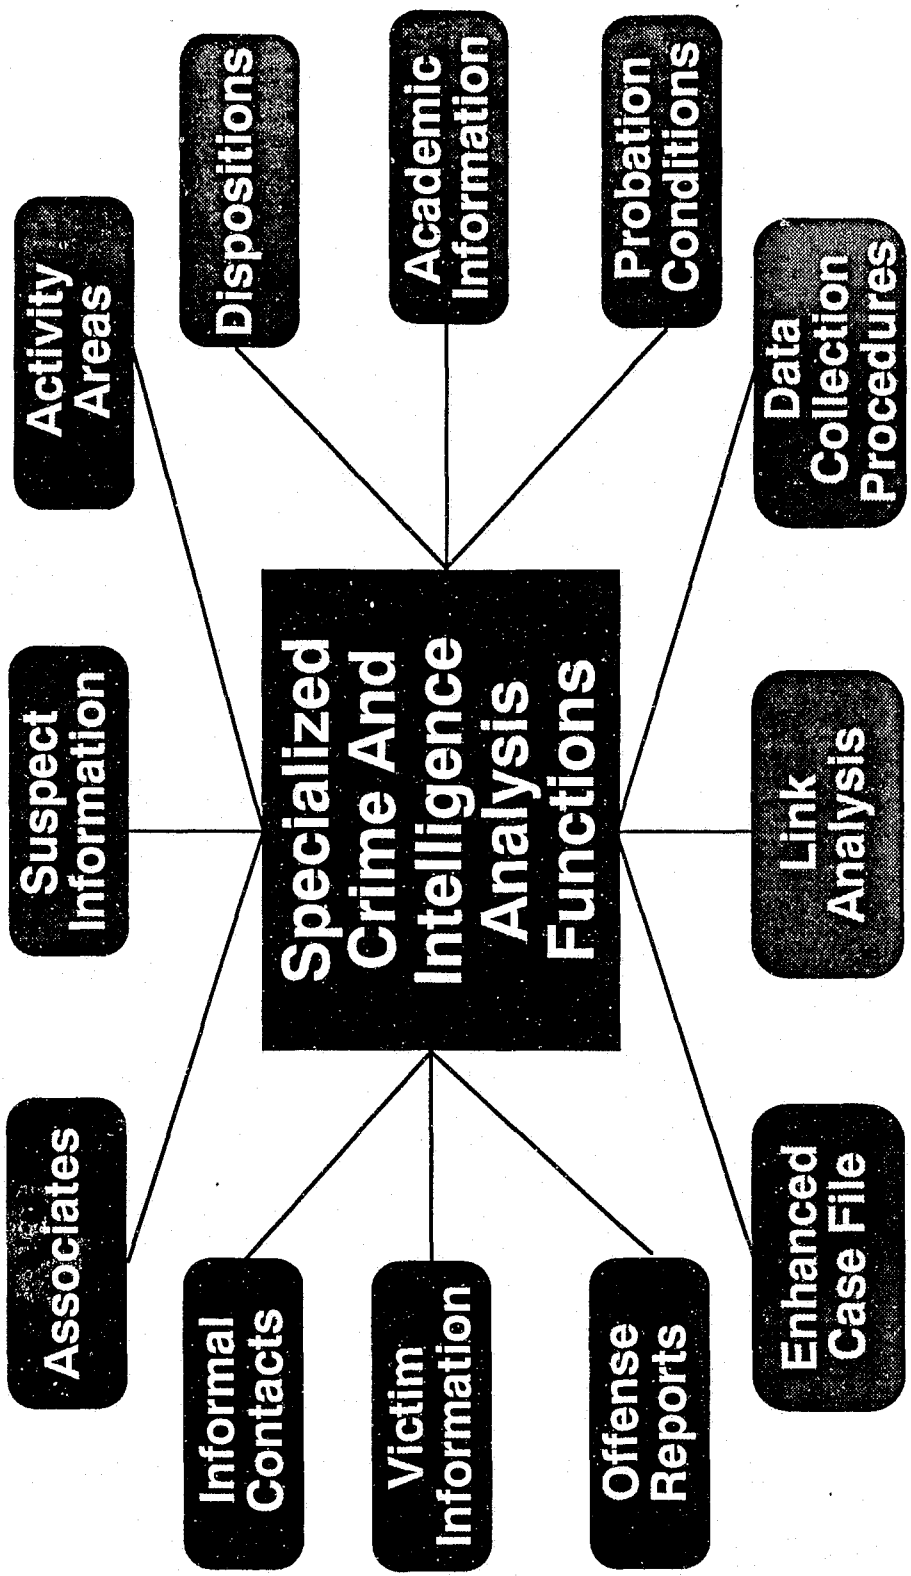 Associates
Suspect
Information
Activity
Areas
Informal
Contacts
Dispositions
Victim
Information
Specialized
Crime And
Intelligence
Analysis
Functions
Academic
Information
Offense
Reports
Probation
Conditions
Enhanced
Case File
Link
Analysis
Data
Collection
Procedures